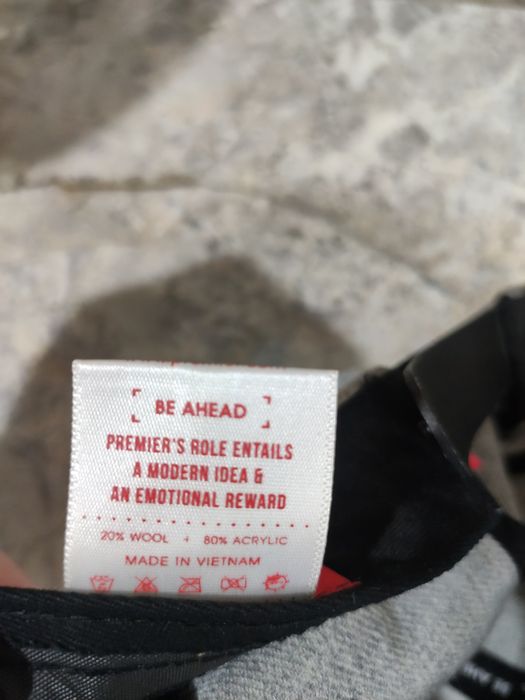 BE AHEAD
PREMIER'S ROLE ENTAILS
A MODERN IDEA &
AN EMOTIONAL REWARD
20% WOOL + 80% ACRYLIC
MADE IN VIETNAM